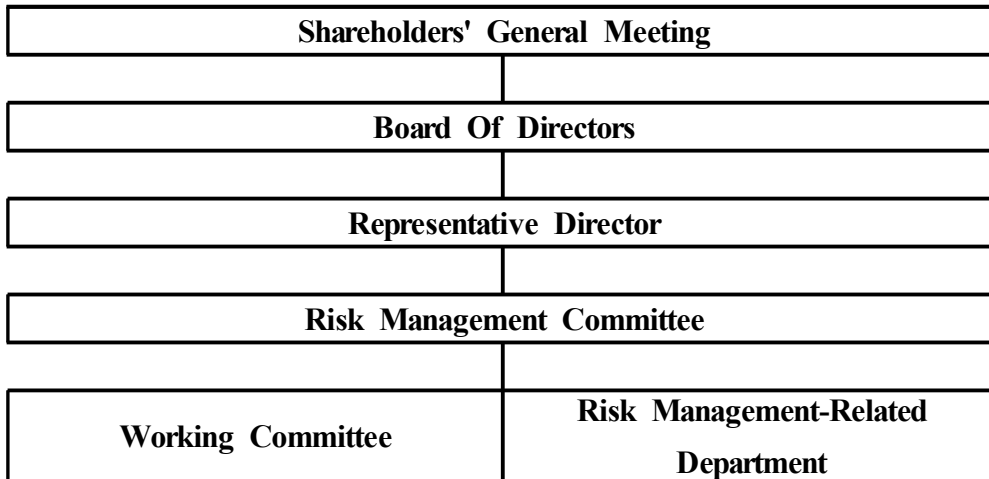 Shareholders' General Meeting
Board Of Directors
Representative Director
Risk Management Committee
Working Committee
Risk Management-Related
Department